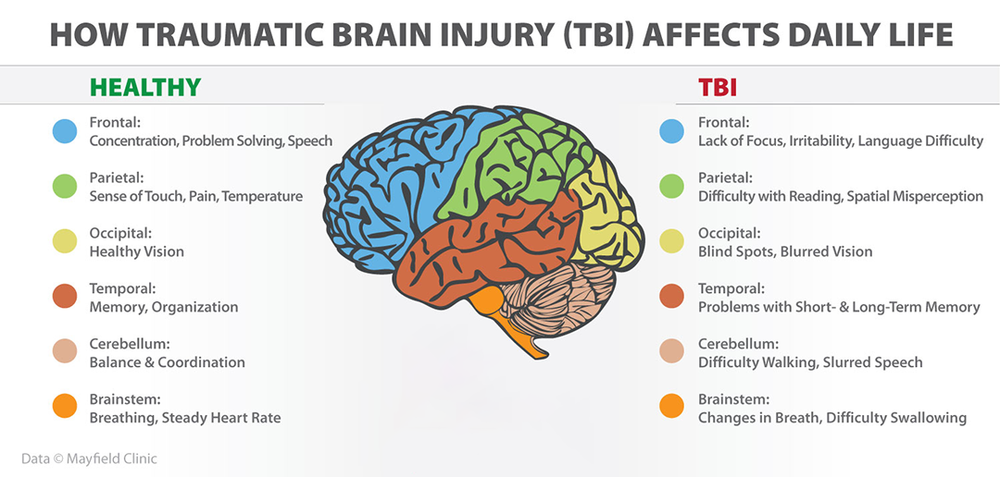 HOW TRAUMATIC BRAIN INJURY (TBI) AFFECTS DAILY LIFE
HEALTHY
Frontal:
Concentration, Problem Solving, Speech
Parietal:
Sense of Touch, Pain, Temperature
Occipital:
Healthy Vision
Temporal:
Memory, Organization
Cerebellum:
Balance & Coordination
Brainstem:
Breathing, Steady Heart Rate
TBI
Frontal:
Lack of Focus, Irritability, Language Difficulty
Parietal:
Difficulty with Reading, Spatial Misperception
Occipital:
Blind Spots, Blurred Vision
Temporal:
Problems with Short- & Long-Term Memory
Cerebellum:
Difficulty Walking, Slurred Speech
Brainstem:
Changes in Breath, Difficulty Swallowing
Data © Mayfield Clinic